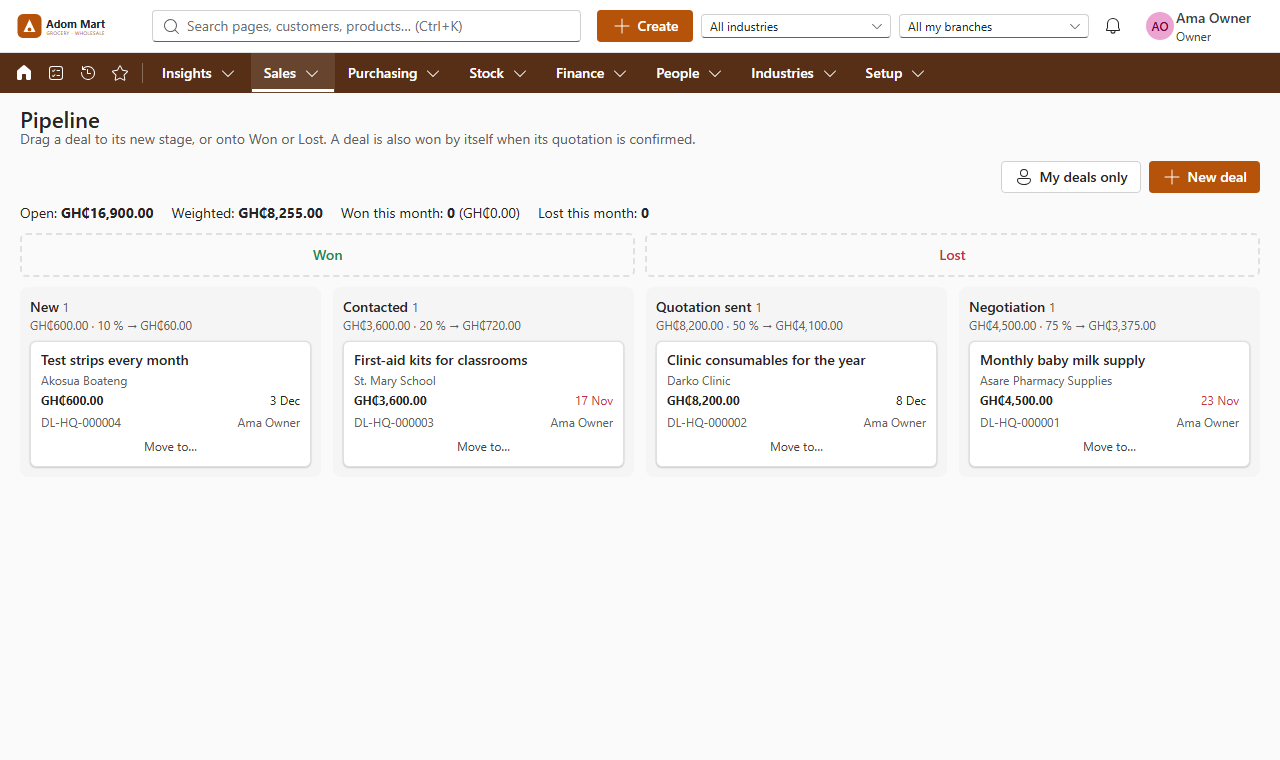 Adom Mart
GROCERY · WHOLESALE
Search pages, customers, products... (Ctrl+K)
Create
All industries
All my branches
AO
Ama Owner
Owner
Insights
Sales
Purchasing
Stock
Finance
People
Industries
Setup
Pipeline
Drag a deal to its new stage, or onto Won or Lost. A deal is also won by itself when its quotation is confirmed.
My deals only
New deal
Open: GH₵16,900.00 Weighted: GH₵8,255.00 Won this month: 0 (GH₵0.00) Lost this month: 0
Won
Lost
New 1
GH₵600.00 · 10 % → GH₵60.00
Test strips every month
Akosua Boateng
GH₵600.00 3 Dec
DL-HQ-000004 Ama Owner
Move to...
Contacted 1
GH₵3,600.00 · 20 % → GH₵720.00
First-aid kits for classrooms
St. Mary School
GH₵3,600.00 17 Nov
DL-HQ-000003 Ama Owner
Move to...
Quotation sent 1
GH₵8,200.00 · 50 % → GH₵4,100.00
Clinic consumables for the year
Darko Clinic
GH₵8,200.00 8 Dec
DL-HQ-000002 Ama Owner
Move to...
Negotiation 1
GH₵4,500.00 · 75 % → GH₵3,375.00
Monthly baby milk supply
Asare Pharmacy Supplies
GH₵4,500.00 23 Nov
DL-HQ-000001 Ama Owner
Move to...